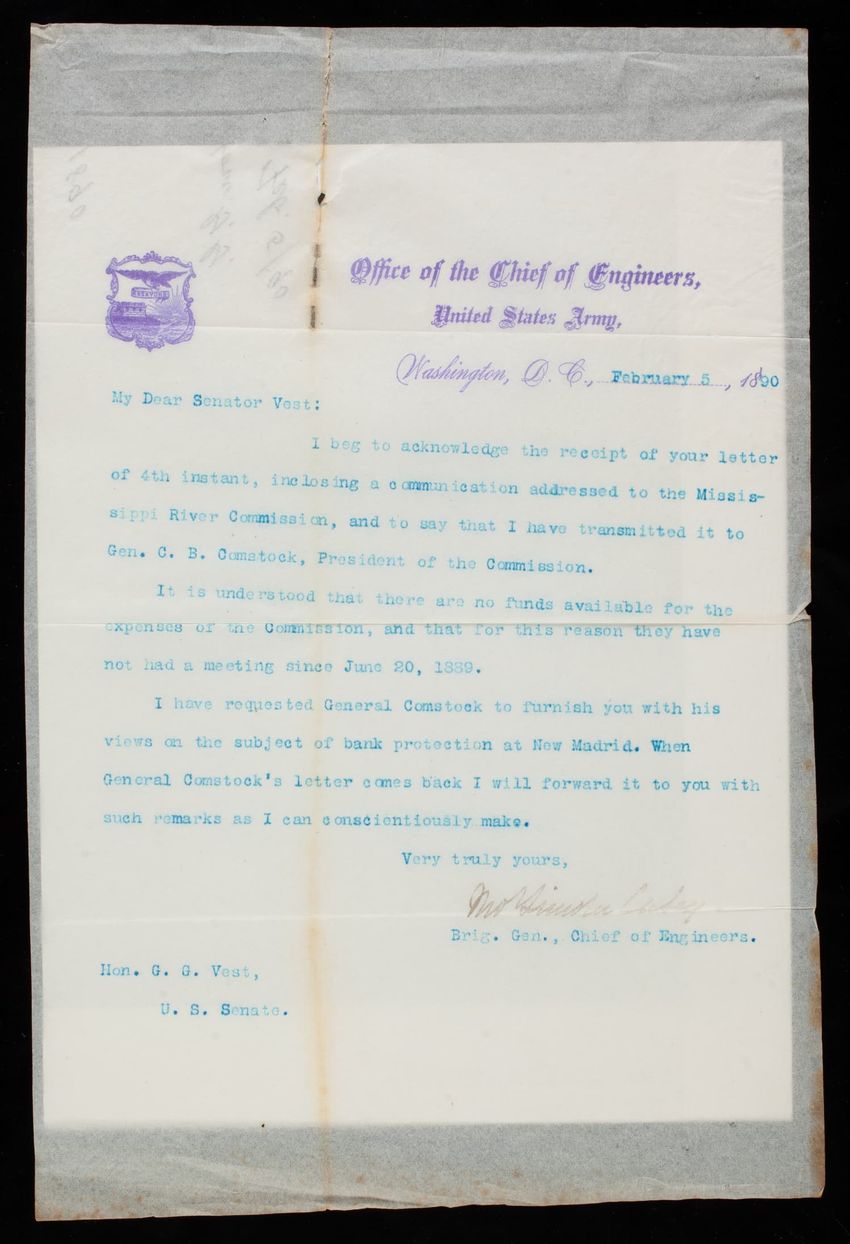 Office of the Chief of Engineers,
United States Army,
ESSAYONS
Washington, D. C., February 5, 1890
My Dear Senator Vest:
I beg to acknowledge the receipt of your letter
of 4th instant, inclosing a communication addressed to the Missis-
sippi River Commission, and to say that I have transmitted it to
Gen. C. B. Comstock, President of the Commission.
It is understood that there are no funds available for the
expenses of the Commission, and that for this reason they have
not had a meeting since June 20, 1889.
I have requested General Comstock to furnish you with his
views on the subject of bank protection at New Madrid. When
General Comstock's letter comes back I will forward it to you with
such remarks as I can conscientiously make.
Very truly yours,
Brig. Gen., Chief of Engineers.
Hon. G. G. Vest,
U. S. Senate.